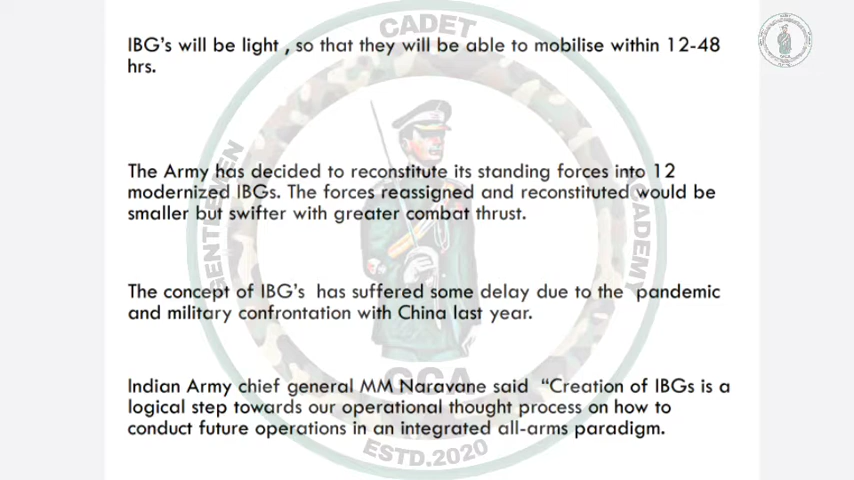 IBG's will be light , so that they will be able to mobilise within 12-48
hrs.
The Army has decided to reconstitute its standing forces into 12
modernized IBGs. The forces reassigned and reconstituted would be
smaller but swifter with greater combat thrust.
The concept of IBG's has suffered some delay due to the pandemic
and military confrontation with China last year.
Indian Army chief general MM Naravane said "Creation of IBGs is a
logical step towards our operational thought process on how to
conduct future operations in an integrated all-arms paradigm.
GENTLEMEN
CADET
ACADEMY
GCA
ESTD.2020